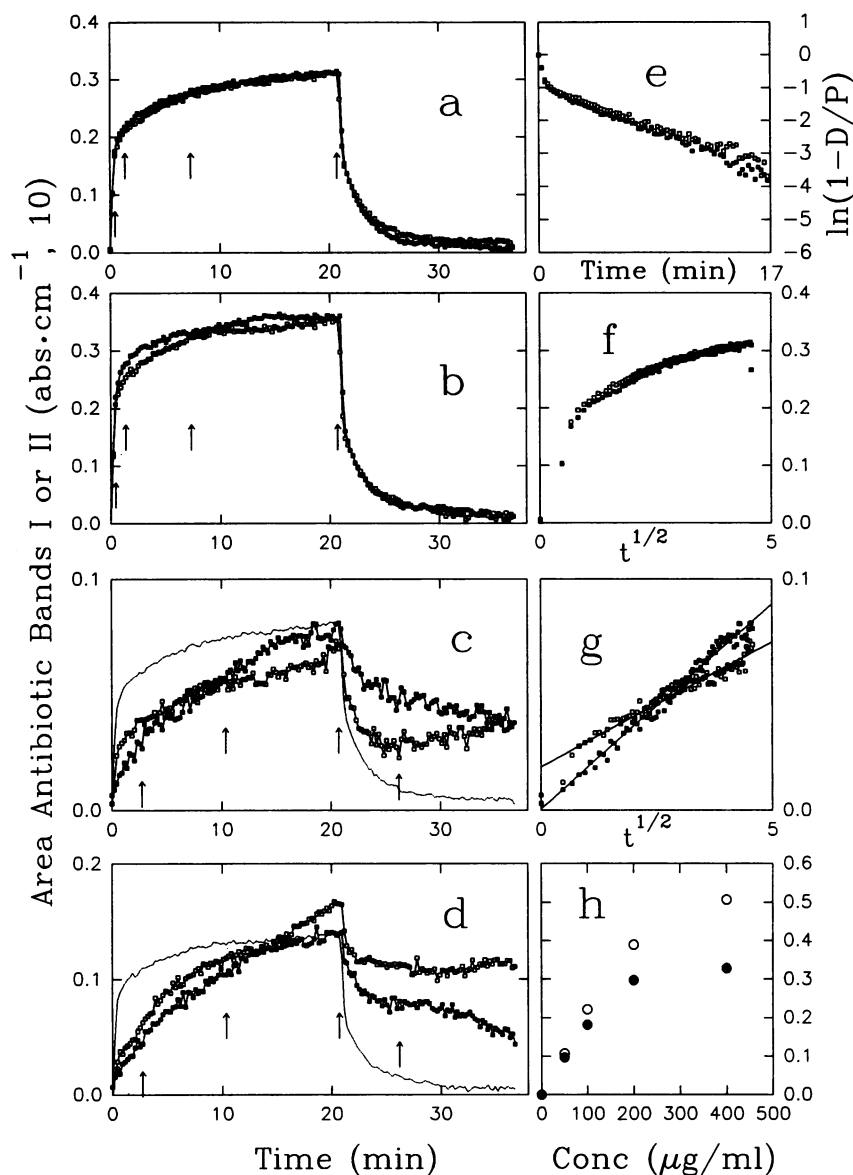 Area Antibiotic Bands I or II (abs·cm⁻¹, 10)
0.4
0.3
0.2
0.1
0.0
a
0 10 20 30
0.4
0.3
0.2
0.1
0.0
b
0 10 20 30
0.1
0.0
c
0 10 20 30
0.2
0.1
0.0
d
0 10 20 30
Time (min)
e
1
0
−1
−2
−3
−4
−5
−6
ln(1−D/P)
0 Time (min) 17
f
0.4
0.3
0.2
0.1
0.0
0 t^1/2 5
g
0.1
0.0
0 t^1/2 5
h
0.6
0.5
0.4
0.3
0.2
0.1
0.0
0 100 200 300 400 500
Conc (μg/ml)